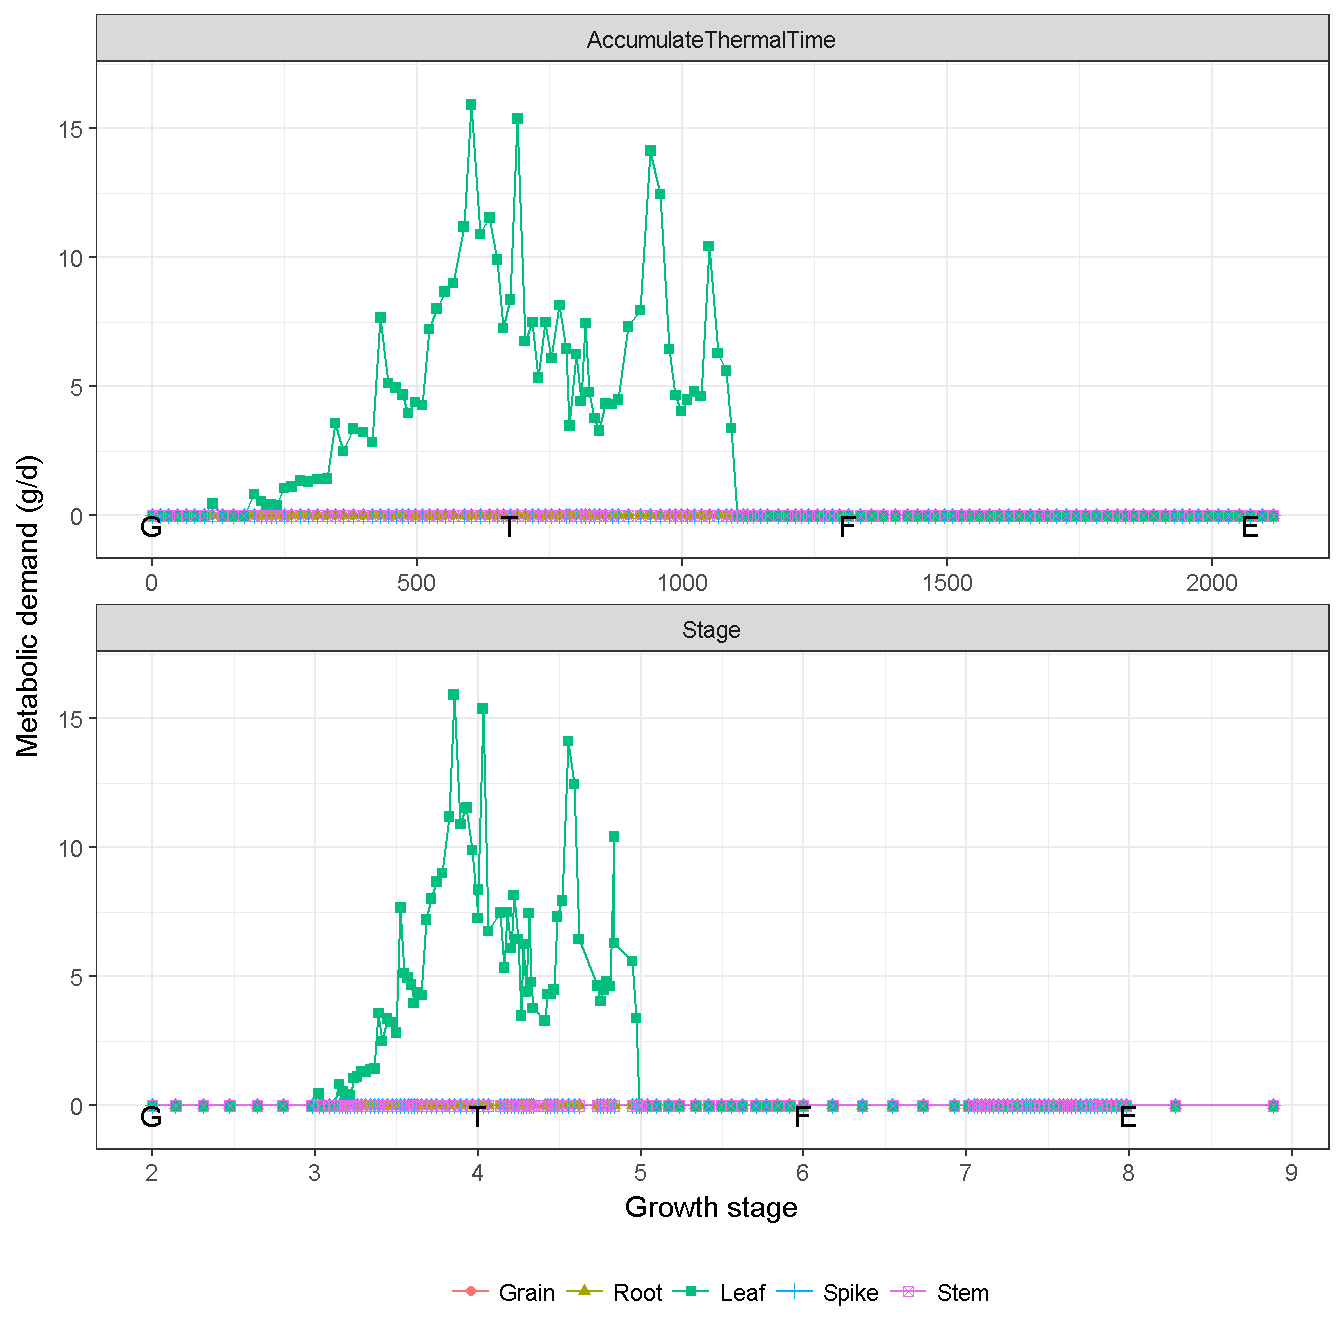 AccumulateThermalTime
15
10
5
0
G T F E
0 500 1000 1500 2000
Metabolic demand (g/d)
Stage
15
10
5
0
G T F E
2 3 4 5 6 7 8 9
Growth stage
Grain Root Leaf Spike Stem